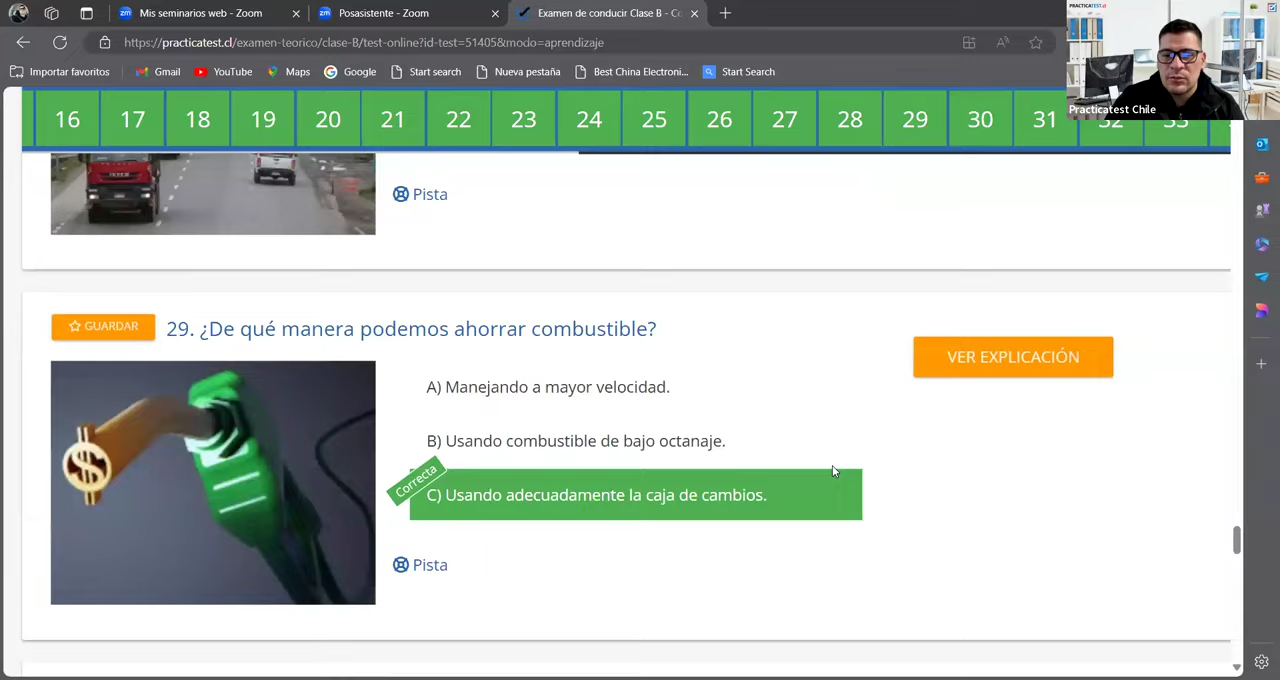 Mis seminarios web - Zoom
Posasistente - Zoom
Examen de conducir Clase B - Co
https://practicatest.cl/examen-teorico/clase-B/test-online?id-test=51405&modo=aprendizaje
Importar favoritos
Gmail
YouTube
Maps
Google
Start search
Nueva pestaña
Best China Electroni...
Start Search
PRACTICATEST.cl
Practicatest Chile
16 17 18 19 20 21 22 23 24 25 26 27 28 29 30 31 32 33
Pista
GUARDAR
29. ¿De qué manera podemos ahorrar combustible?
VER EXPLICACIÓN
A) Manejando a mayor velocidad.
B) Usando combustible de bajo octanaje.
Correcta
C) Usando adecuadamente la caja de cambios.
Pista